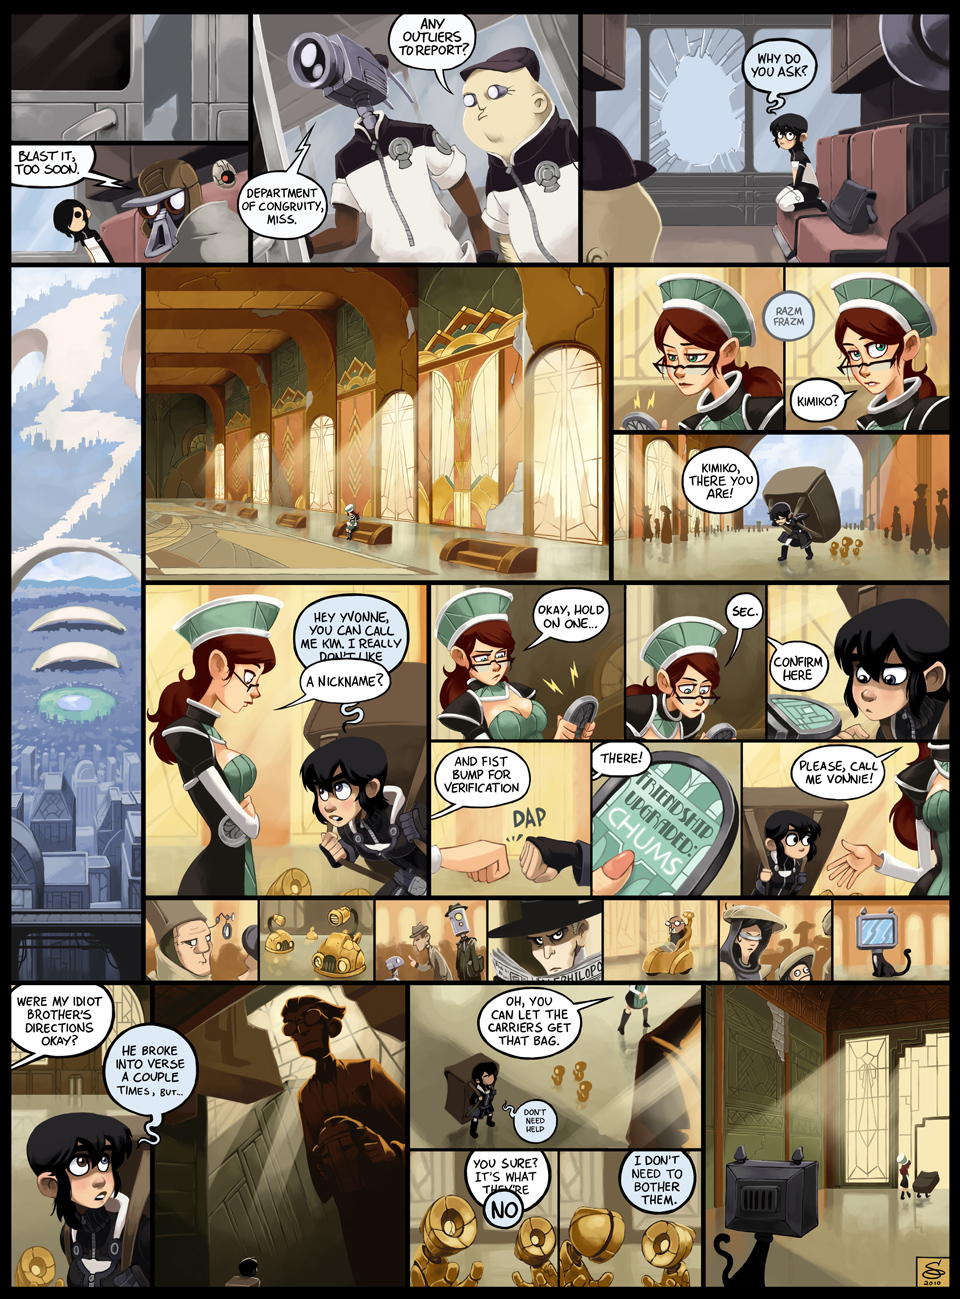 BLAST IT,
TOO SOON.
ANY
OUTLIERS
TO REPORT?
DEPARTMENT
OF CONGRUITY,
MISS.
WHY DO
YOU ASK?
RAZM
FRAZM
KIMIKO?
KIMIKO,
THERE YOU
ARE!
HEY YVONNE,
YOU CAN CALL
ME KIM. I REALLY
DON'T LIKE
A NICKNAME?
OKAY, HOLD
ON ONE...
SEC.
CONFIRM
HERE
AND FIST
BUMP FOR
VERIFICATION
DAP
THERE!
FRIENDSHIP
UPGRADED:
CHUMS
PLEASE, CALL
ME VONNIE!
WERE MY IDIOT
BROTHER'S
DIRECTIONS
OKAY?
HE BROKE
INTO VERSE
A COUPLE
TIMES, BUT...
OH, YOU
CAN LET THE
CARRIERS GET
THAT BAG.
DON'T
NEED
HELP
YOU SURE?
IT'S WHAT
THEY'RE
NO
I DON'T
NEED TO
BOTHER
THEM.
2010